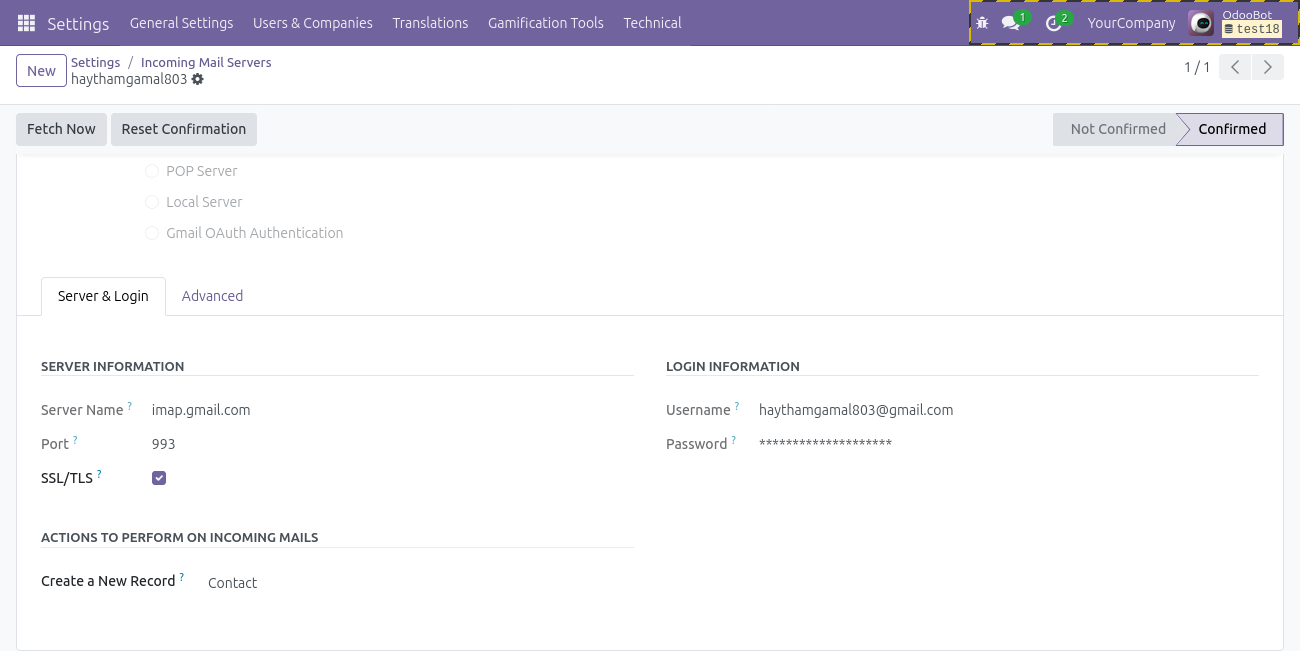 Settings General Settings Users & Companies Translations Gamification Tools Technical 1 2 YourCompany OdooBot
test18
New Settings / Incoming Mail Servers
haythamgamal803
1 / 1
Fetch Now Reset Confirmation Not Confirmed Confirmed
POP Server
Local Server
Gmail OAuth Authentication
Server & Login Advanced
SERVER INFORMATION
Server Name ? imap.gmail.com
Port ? 993
SSL/TLS ?
LOGIN INFORMATION
Username ? haythamgamal803@gmail.com
Password ? ********************
ACTIONS TO PERFORM ON INCOMING MAILS
Create a New Record ? Contact